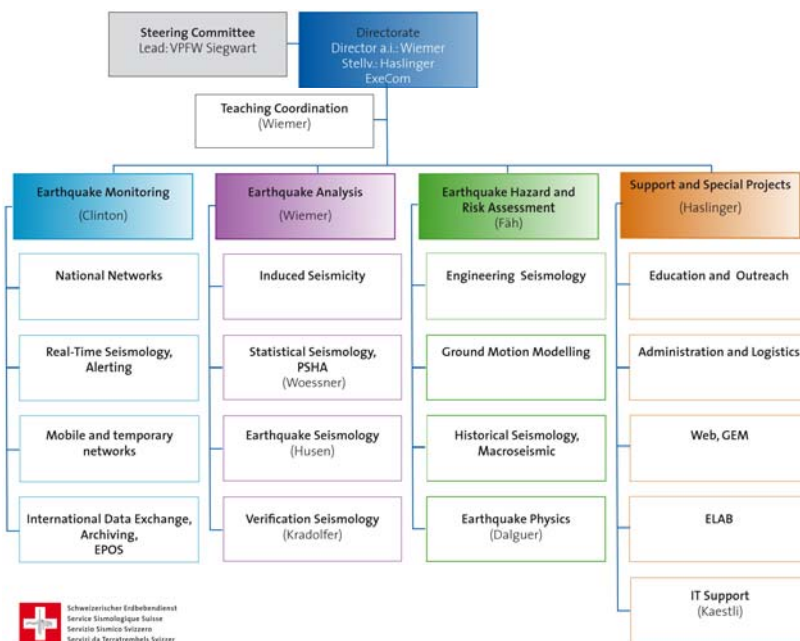 Steering Committee
Lead: VPFW Siegwart
Directorate
Director a.i.: Wiemer
Stellv.: Haslinger
ExeCom
Teaching Coordination
(Wiemer)
Earthquake Monitoring
(Clinton)
National Networks
Real-Time Seismology,
Alerting
Mobile and temporary
networks
International Data Exchange,
Archiving,
EPOS
Earthquake Analysis
(Wiemer)
Induced Seismicity
Statistical Seismology,
PSHA
(Woessner)
Earthquake Seismology
(Husen)
Verification Seismology
(Kradolfer)
Earthquake Hazard and
Risk Assessment
(Fäh)
Engineering Seismology
Ground Motion Modelling
Historical Seismology,
Macroseismic
Earthquake Physics
(Dalguer)
Support and Special Projects
(Haslinger)
Education and Outreach
Administration and Logistics
Web, GEM
ELAB
IT Support
(Kaestli)
Schweizerischer Erdbebendienst
Service Sismologique Suisse
Servizio Sismico Svizzero
Servizi da Terratrembels Svizzer